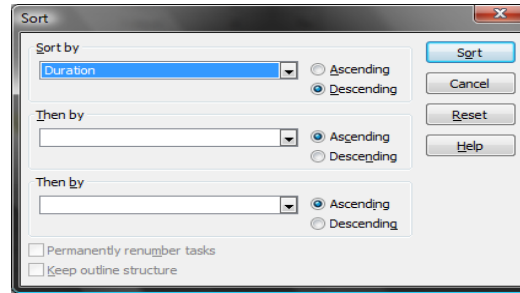 Sort
Sort by
Duration
Ascending
Descending
Then by
Ascending
Descending
Then by
Ascending
Descending
Permanently renumber tasks
Keep outline structure
Sort
Cancel
Reset
Help